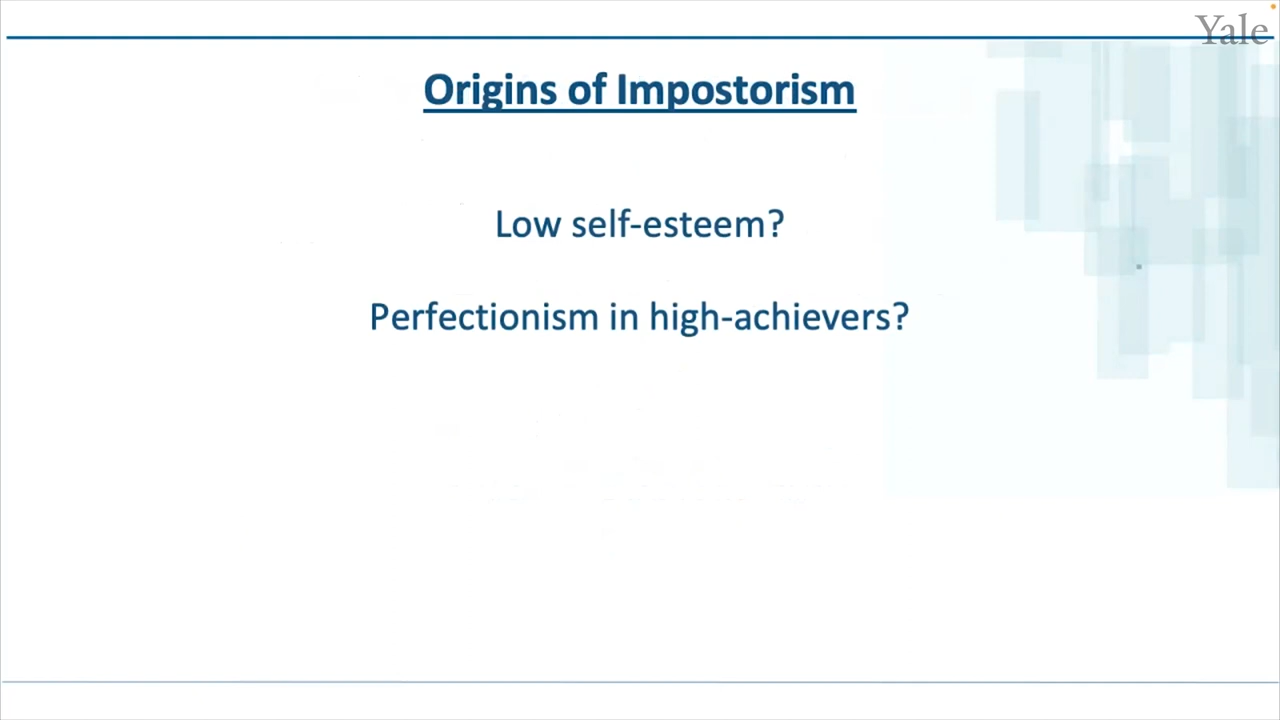 Yale
Origins of Impostorism
Low self-esteem?
Perfectionism in high-achievers?